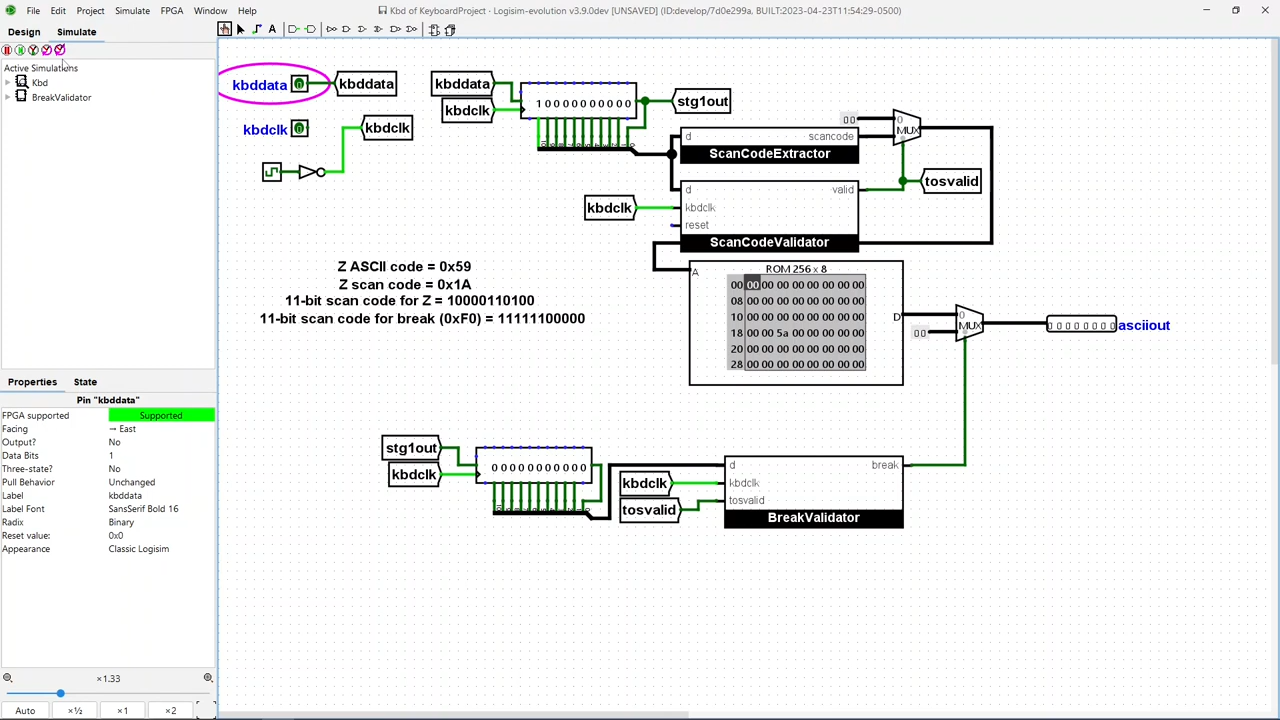 Kbd of KeyboardProject - Logisim-evolution v3.9.0dev [UNSAVED] (ID:develop/7d0e299a, BUILT:2023-04-23T11:54:29-0500)
File Edit Project Simulate FPGA Window Help
Design Simulate
Active Simulations
Kbd
BreakValidator
kbddata 0 kbddata
kbdclk 0 kbdclk
kbddata
kbdclk
1 0 0 0 0 0 0 0 0 0 0
stg1out
d scancode
ScanCodeExtractor
00
0
MUX
tosvalid
kbdclk
d valid
kbdclk
reset
ScanCodeValidator
Z ASCII code = 0x59
Z scan code = 0x1A
11-bit scan code for Z = 10000110100
11-bit scan code for break (0xF0) = 11111100000
ROM 256 x 8
A
D
00 00 00 00 00 00 00 00 00
08 00 00 00 00 00 00 00 00
10 00 00 00 00 00 00 00 00
18 00 00 5a 00 00 00 00 00
20 00 00 00 00 00 00 00 00
28 00 00 00 00 00 00 00 00
0
MUX
00
0 0 0 0 0 0 0 0 asciiout
stg1out
kbdclk
0 0 0 0 0 0 0 0 0 0 0
kbdclk
tosvalid
d break
kbdclk
tosvalid
BreakValidator
Properties State
Pin "kbddata"
FPGA supported Supported
Facing → East
Output? No
Data Bits 1
Label kbddata
Three-state? No
Pull Behavior Unchanged
Label Font SansSerif Bold 16
Radix Binary
Reset value: 0x0
Appearance Classic Logisim
×1.33
Auto ×½ ×1 ×2